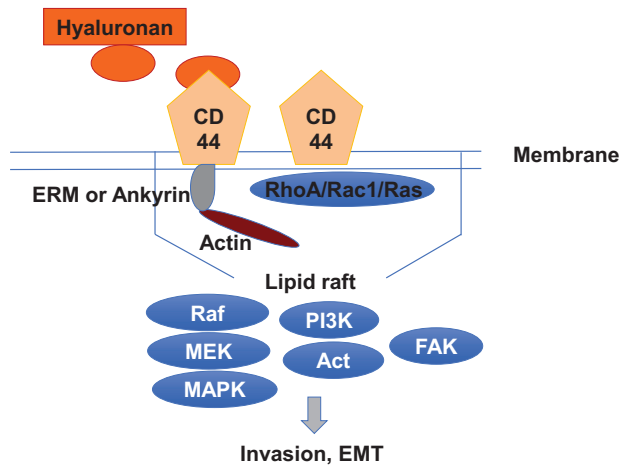 Hyaluronan
CD
44
CD
44
Membrane
ERM or Ankyrin
RhoA/Rac1/Ras
Actin
Lipid raft
Raf
PI3K
MEK
Act
FAK
MAPK
Invasion, EMT